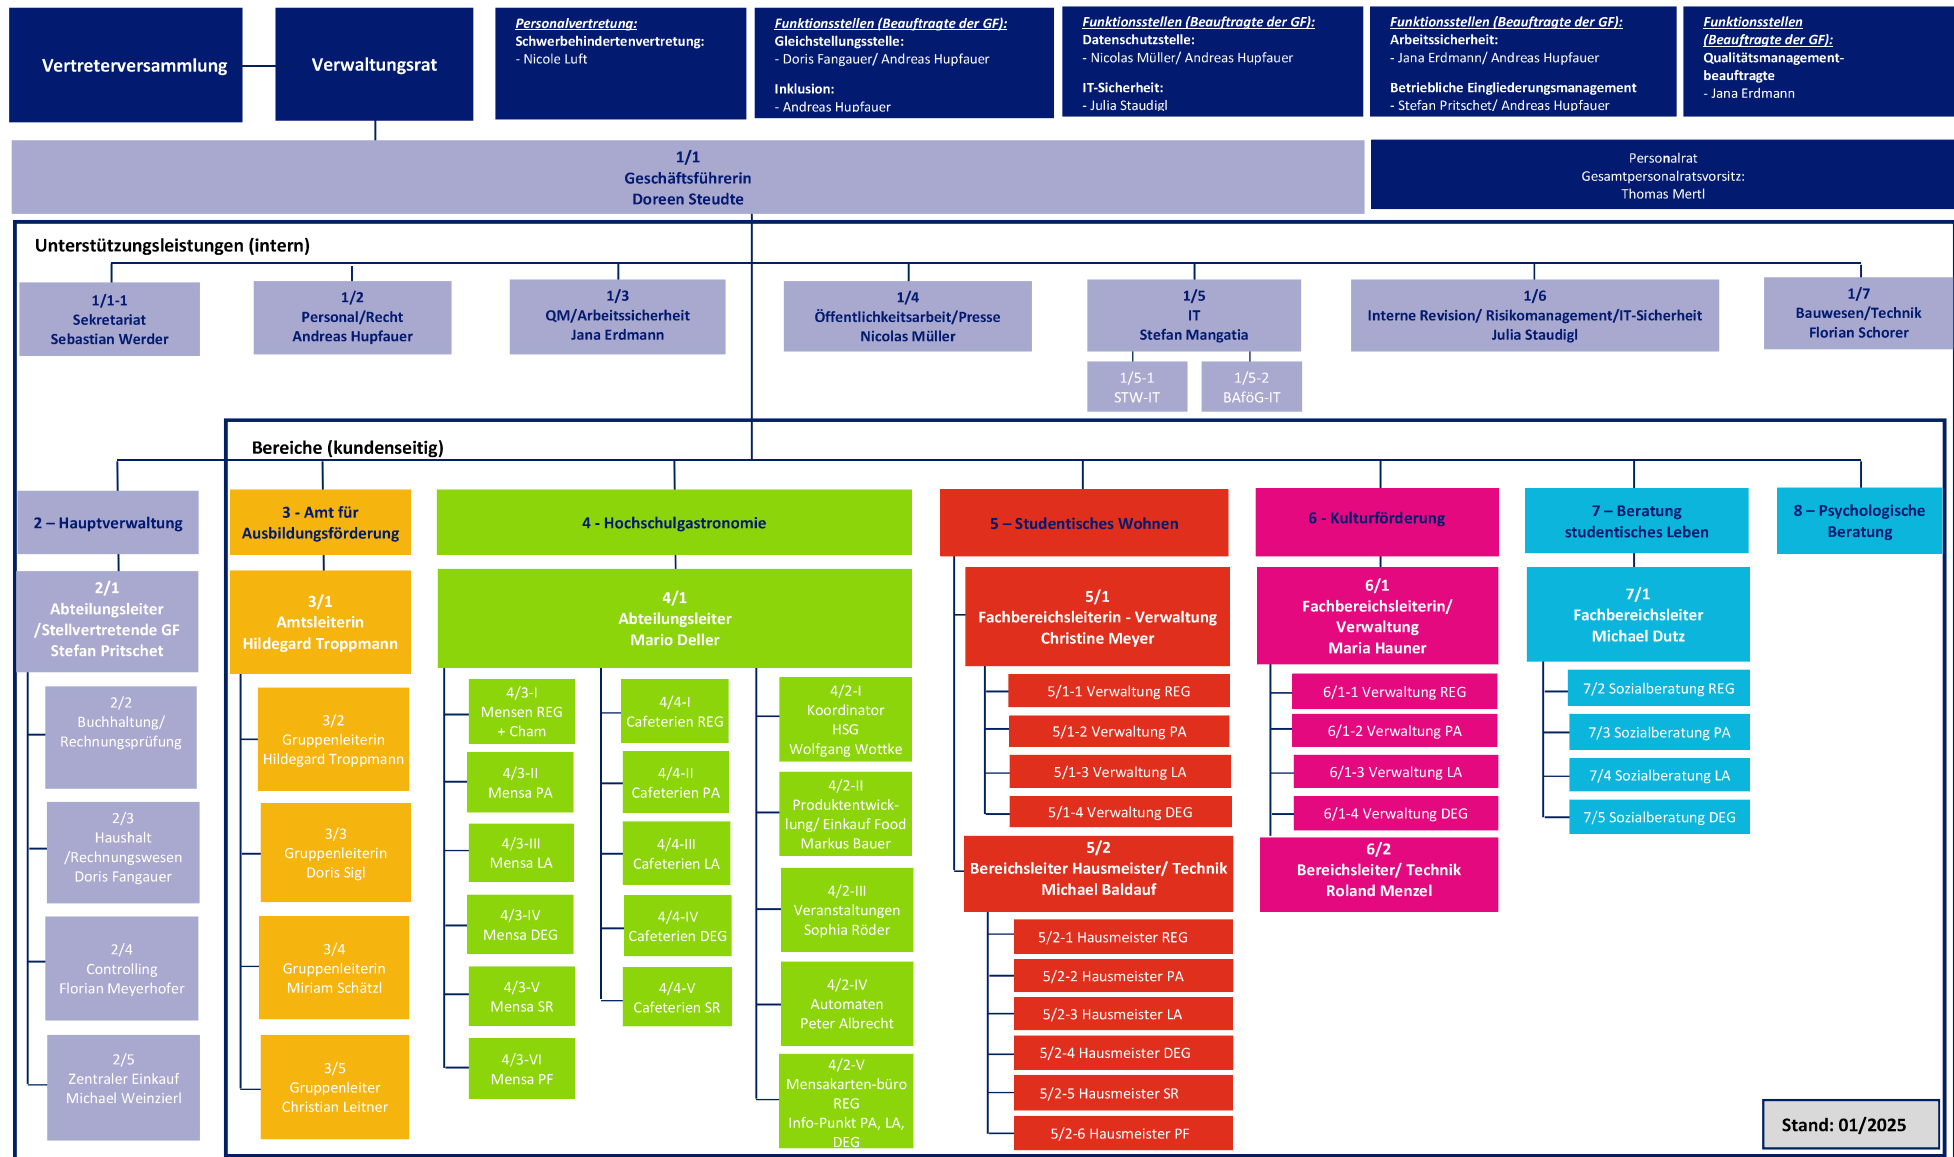 Vertreterversammlung
Verwaltungsrat
Personalvertretung:
Schwerbehindertenvertretung:
- Nicole Luft
Funktionsstellen (Beauftragte der GF):
Gleichstellungsstelle:
- Doris Fangauer/ Andreas Hupfauer
Inklusion:
- Andreas Hupfauer
Funktionsstellen (Beauftragte der GF):
Datenschutzstelle:
- Nicolas Müller/ Andreas Hupfauer
IT-Sicherheit:
- Julia Staudigl
Funktionsstellen (Beauftragte der GF):
Arbeitssicherheit:
- Jana Erdmann/ Andreas Hupfauer
Betriebliche Eingliederungsmanagement
- Stefan Pritschet/ Andreas Hupfauer
Funktionsstellen
(Beauftragte der GF):
Qualitätsmanagement-
beauftragte
- Jana Erdmann
1/1
Geschäftsführerin
Doreen Steudte
Personalrat
Gesamtpersonalratsvorsitz:
Thomas Mertl
Unterstützungsleistungen (intern)
1/1-1
Sekretariat
Sebastian Werder
1/2
Personal/Recht
Andreas Hupfauer
1/3
QM/Arbeitssicherheit
Jana Erdmann
1/4
Öffentlichkeitsarbeit/Presse
Nicolas Müller
1/5
IT
Stefan Mangatia
1/6
Interne Revision/ Risikomanagement/IT-Sicherheit
Julia Staudigl
1/7
Bauwesen/Technik
Florian Schorer
1/5-1
STW-IT
1/5-2
BAföG-IT
Bereiche (kundenseitig)
2 – Hauptverwaltung
2/1
Abteilungsleiter
/Stellvertretende GF
Stefan Pritschet
2/2
Buchhaltung/
Rechnungsprüfung
2/3
Haushalt
/Rechnungswesen
Doris Fangauer
2/4
Controlling
Florian Meyerhofer
2/5
Zentraler Einkauf
Michael Weinzierl
3 - Amt für
Ausbildungsförderung
3/1
Amtsleiterin
Hildegard Troppmann
3/2
Gruppenleiterin
Hildegard Troppmann
3/3
Gruppenleiterin
Doris Sigl
3/4
Gruppenleiterin
Miriam Schätzl
3/5
Gruppenleiter
Christian Leitner
4 - Hochschulgastronomie
4/1
Abteilungsleiter
Mario Deller
4/3-I
Mensen REG
+ Cham
4/3-II
Mensa PA
4/3-III
Mensa LA
4/3-IV
Mensa DEG
4/3-V
Mensa SR
4/3-VI
Mensa PF
4/4-I
Cafeterien REG
4/4-II
Cafeterien PA
4/4-III
Cafeterien LA
4/4-IV
Cafeterien DEG
4/4-V
Cafeterien SR
4/2-I
Koordinator
HSG
Wolfgang Wottke
4/2-II
Produktentwick-
lung/ Einkauf Food
Markus Bauer
4/2-III
Veranstaltungen
Sophia Röder
4/2-IV
Automaten
Peter Albrecht
4/2-V
Mensakarten-büro
REG
Info-Punkt PA, LA,
DEG
5 – Studentisches Wohnen
5/1
Fachbereichsleiterin - Verwaltung
Christine Meyer
5/1-1 Verwaltung REG
5/1-2 Verwaltung PA
5/1-3 Verwaltung LA
5/1-4 Verwaltung DEG
5/2
Bereichsleiter Hausmeister/ Technik
Michael Baldauf
5/2-1 Hausmeister REG
5/2-2 Hausmeister PA
5/2-3 Hausmeister LA
5/2-4 Hausmeister DEG
5/2-5 Hausmeister SR
5/2-6 Hausmeister PF
6 - Kulturförderung
6/1
Fachbereichsleiterin/
Verwaltung
Maria Hauner
6/1-1 Verwaltung REG
6/1-2 Verwaltung PA
6/1-3 Verwaltung LA
6/1-4 Verwaltung DEG
6/2
Bereichsleiter/ Technik
Roland Menzel
7 – Beratung
studentisches Leben
7/1
Fachbereichsleiter
Michael Dutz
7/2 Sozialberatung REG
7/3 Sozialberatung PA
7/4 Sozialberatung LA
7/5 Sozialberatung DEG
8 – Psychologische
Beratung
Stand: 01/2025